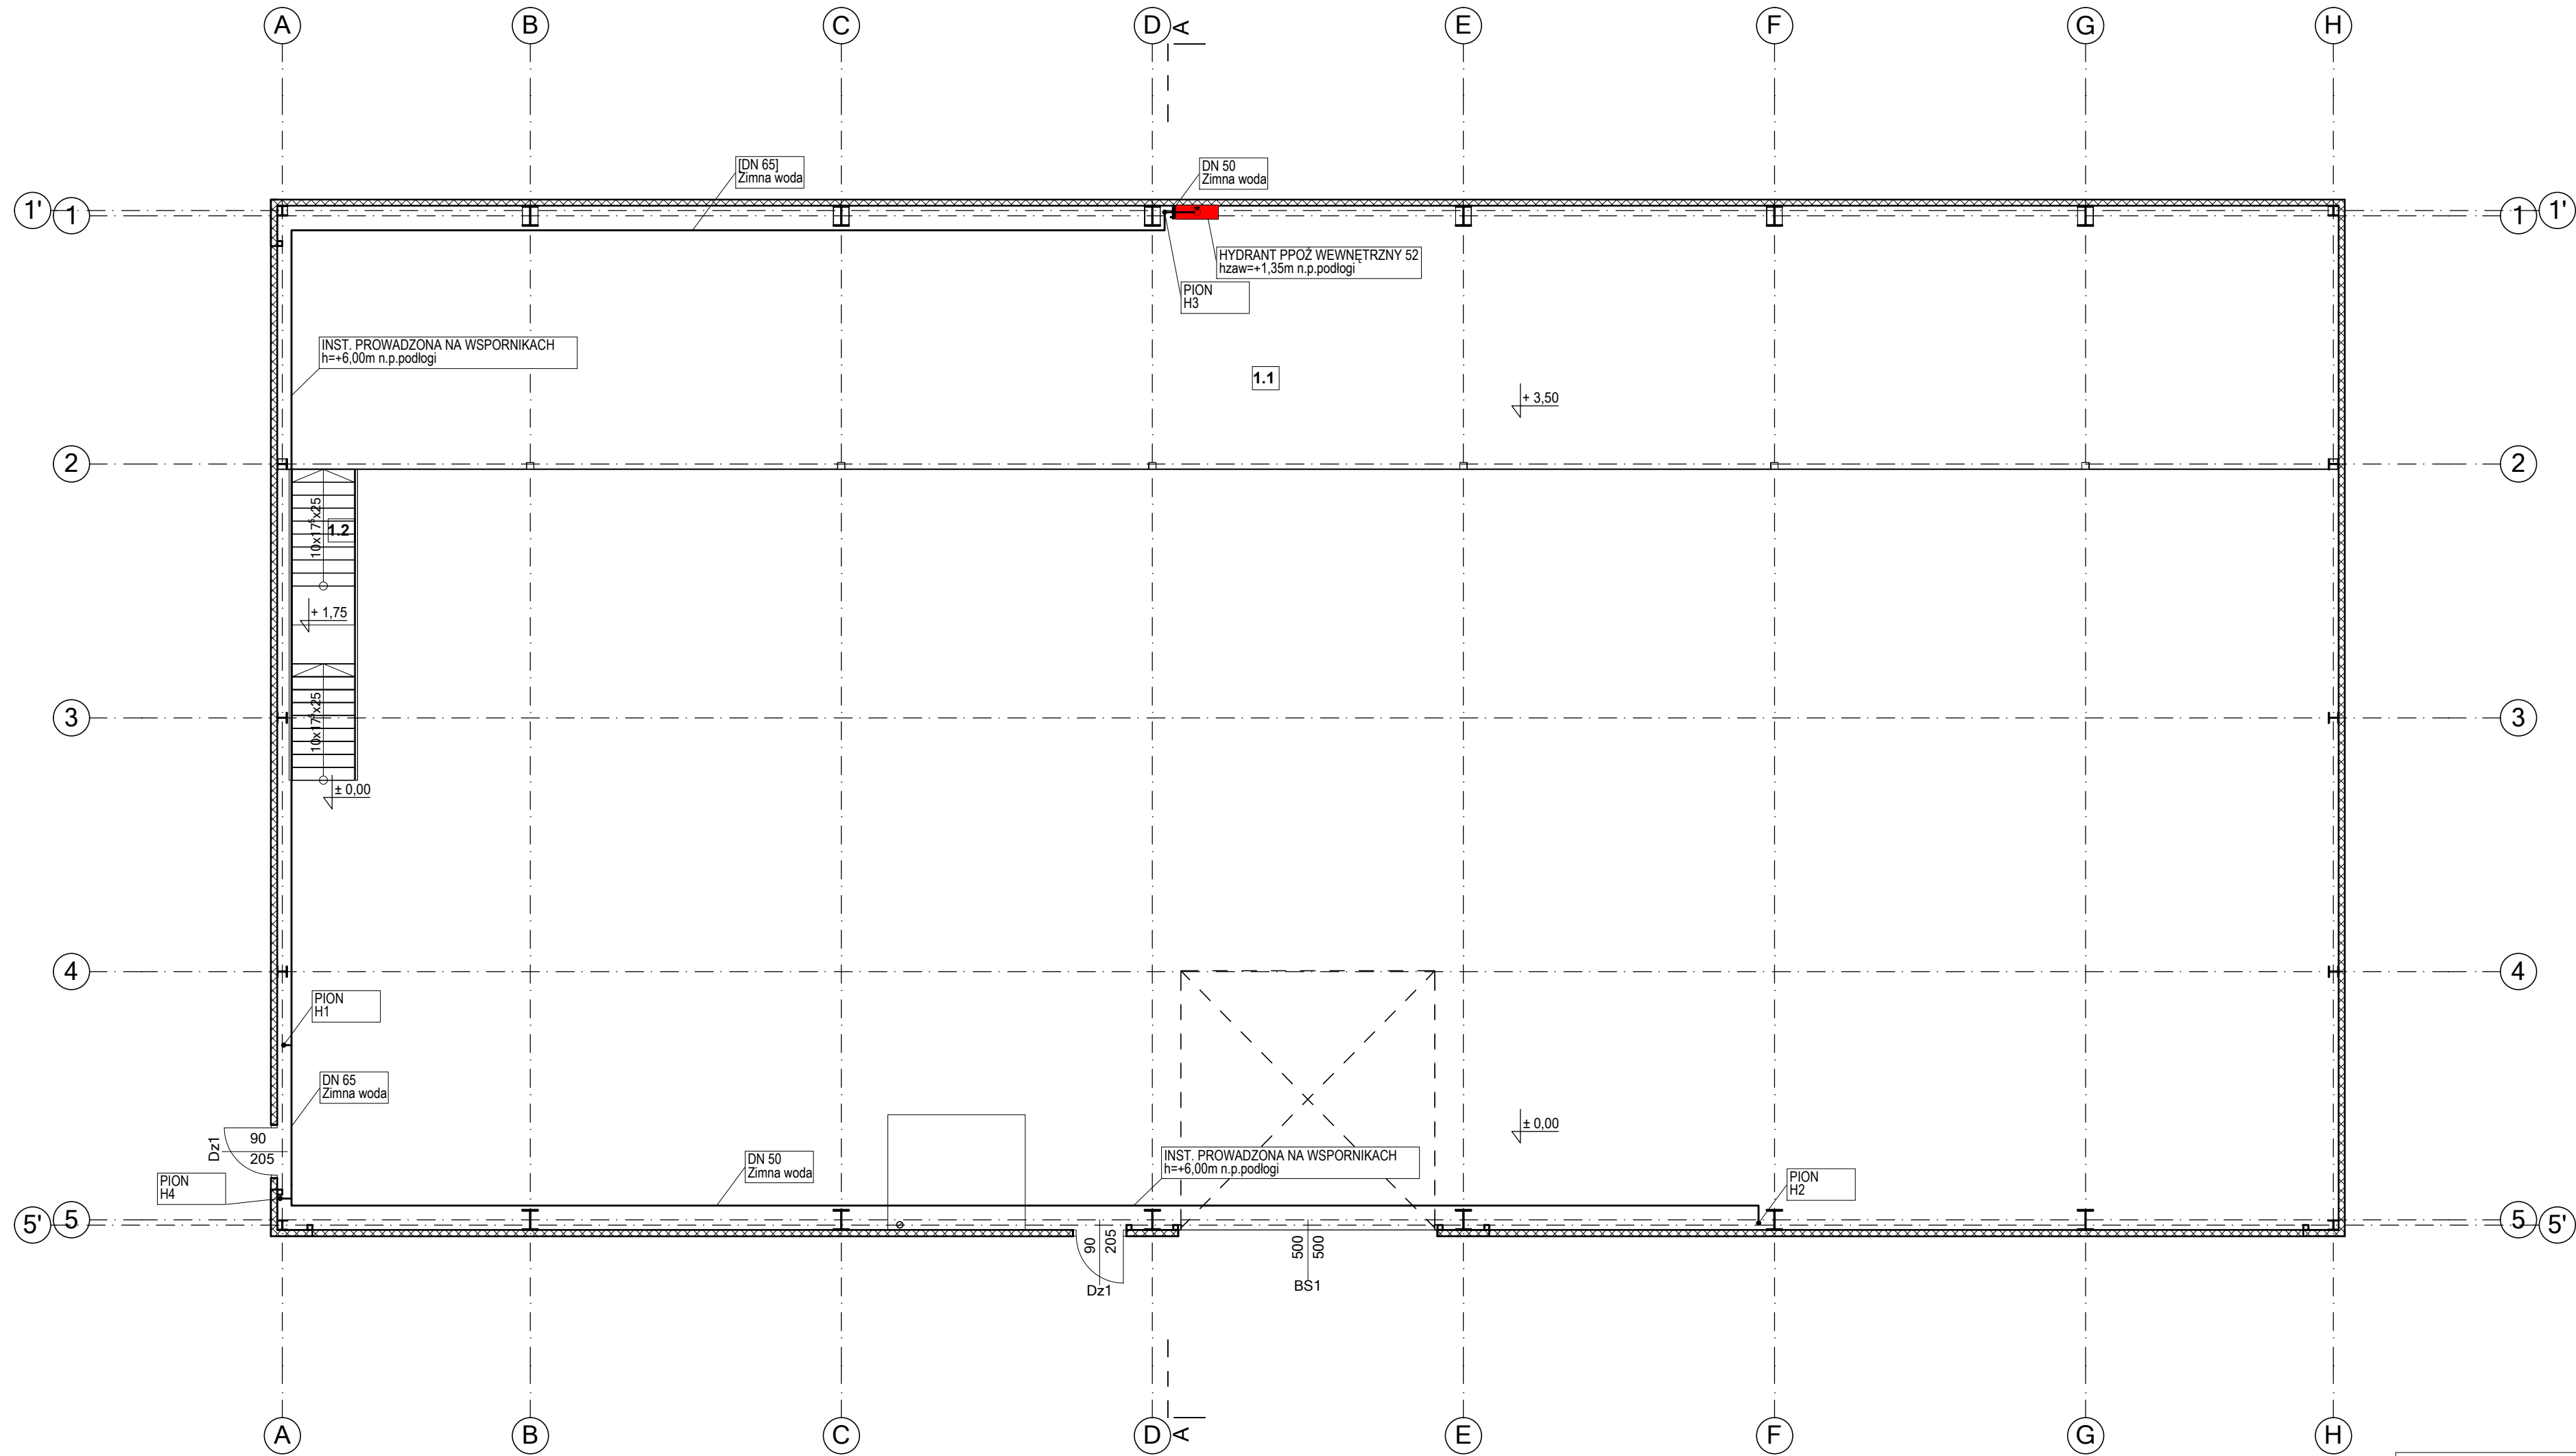 A
B
C
D
A
E
F
G
H
[DN 65]
Zimna woda
DN 50
Zimna woda
1'
1
1
1'
HYDRANT PPOŻ WEWNĘTRZNY 52
hzaw=+1,35m n.p.podłogi
PION
H3
INST. PROWADZONA NA WSPORNIKACH
h=+6,00m n.p.podłogi
1.1
+ 3,50
2
2
10x17⁵x25
1.2
+ 1,75
3
10x17⁵x25
3
± 0,00
4
4
PION
H1
DN 65
Zimna woda
Dz1
90
205
± 0,00
DN 50
Zimna woda
INST. PROWADZONA NA WSPORNIKACH
h=+6,00m n.p.podłogi
PION
H4
PION
H2
5'
5
5
5'
90
205
Dz1
500
500
BS1
A
B
C
D
A
E
F
G
H